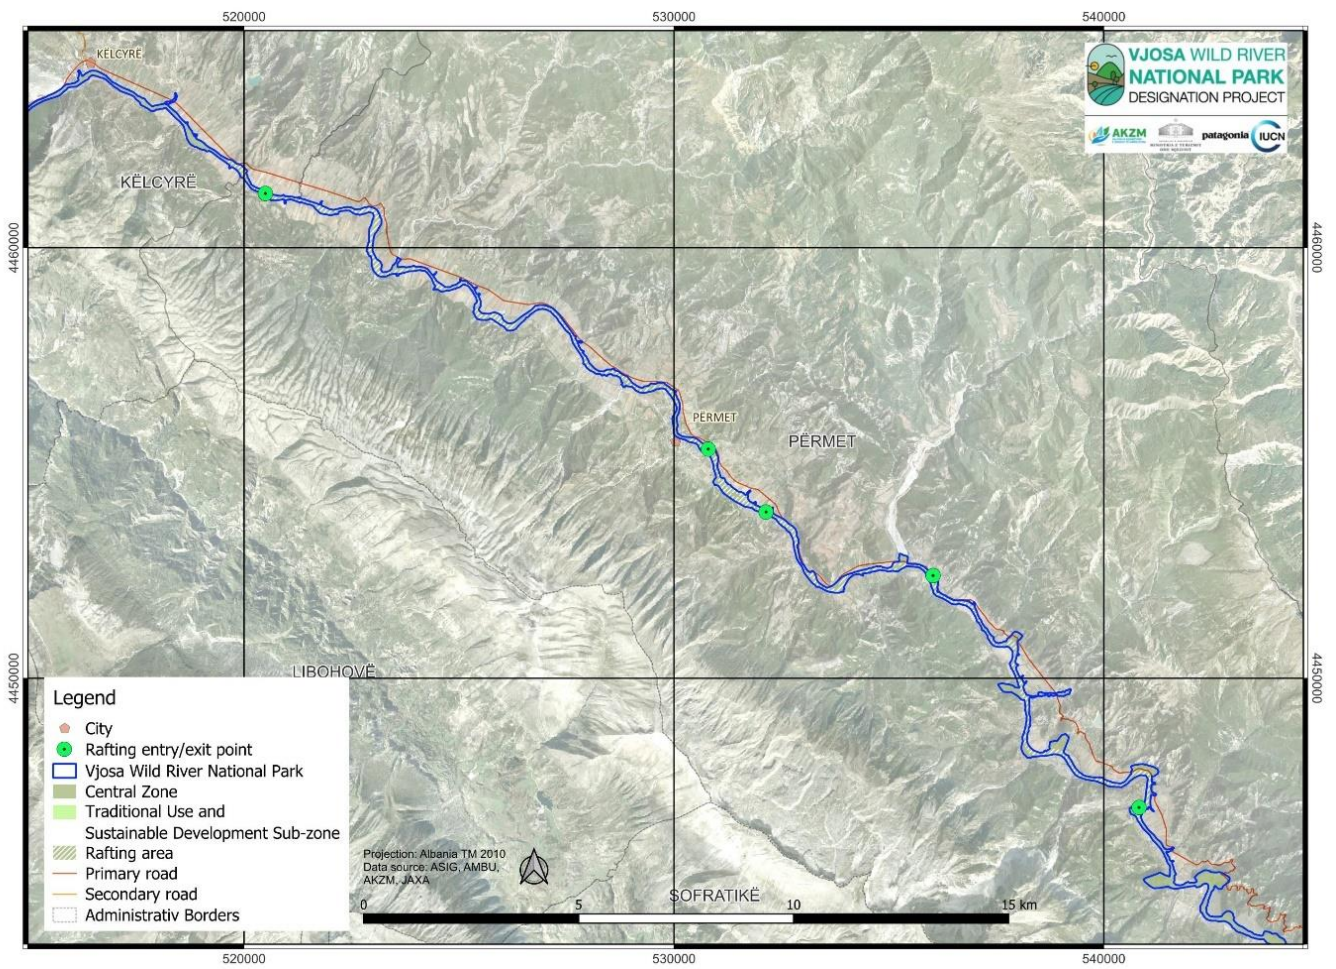 520000
530000
540000
KËLCYRË
VJOSA WILD RIVER
NATIONAL PARK
DESIGNATION PROJECT
AKZM
patagonia
IUCN
KËLCYRË
4460000
4460000
PËRMET
PËRMET
LIBOHOVË
4450000
4450000
Legend
City
Rafting entry/exit point
Vjosa Wild River National Park
Central Zone
Traditional Use and
Sustainable Development Sub-zone
Rafting area
Primary road
Secondary road
Administrativ Borders
Projection: Albania TM 2010
Data source: ASIG, AMBU,
AKZM, JAXA
SOFRATIKË
0 5 10 15 km
520000
530000
540000